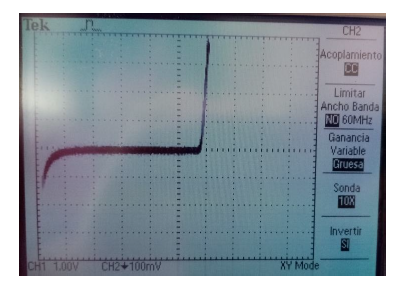 Tek
CH2
Acoplamiento
CC
Limitar
Ancho Banda
NO 60MHz
Ganancia
Variable
Gruesa
Sonda
10X
Invertir
SI
CH1 1.00V CH2 100mV XY Mode